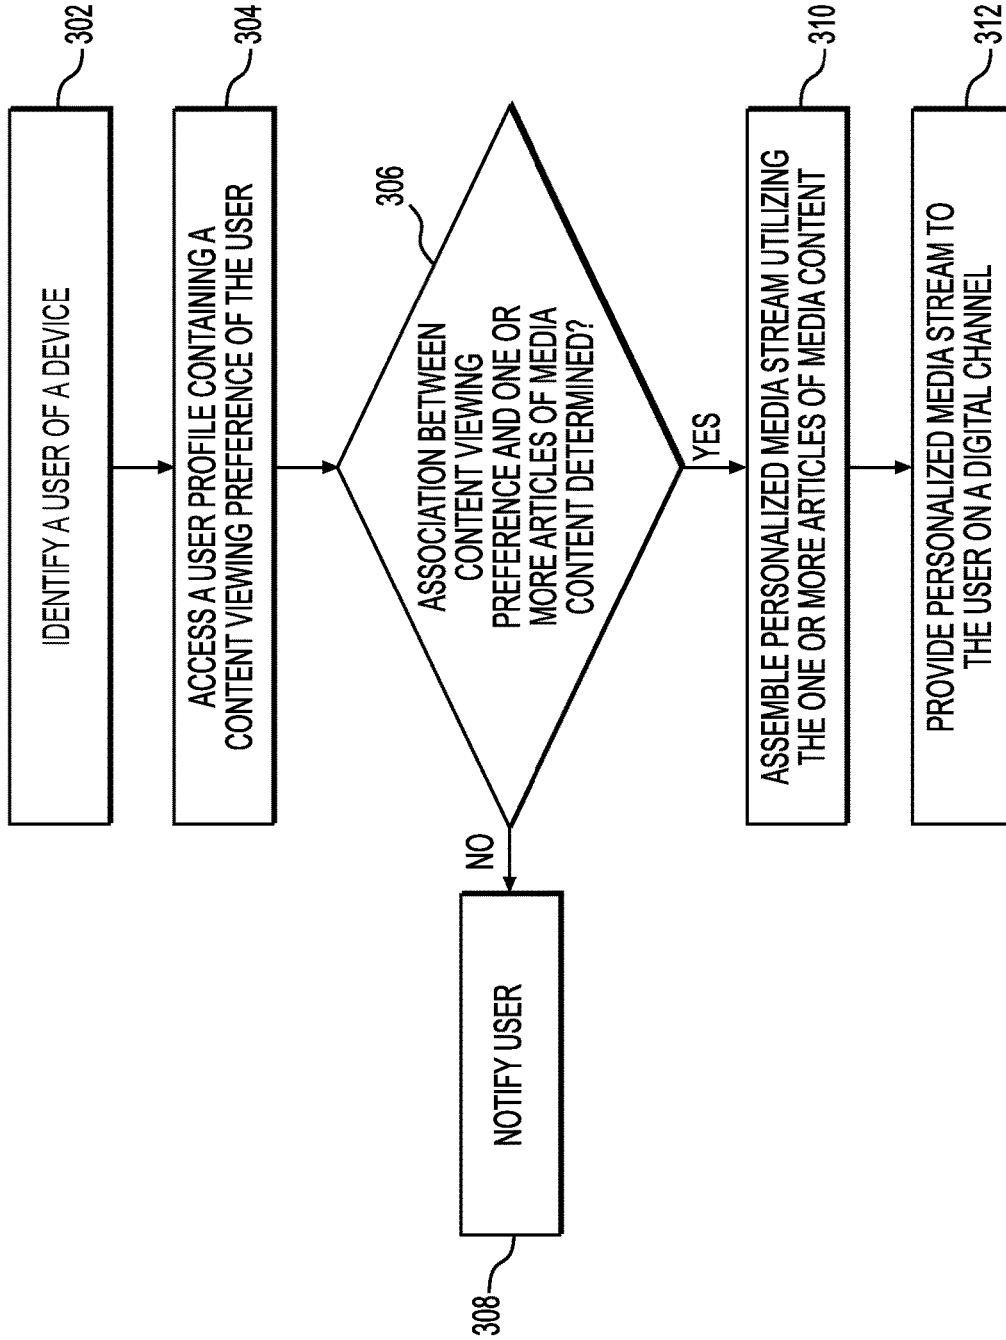 302
IDENTIFY A USER OF A DEVICE
304
ACCESS A USER PROFILE CONTAINING A
CONTENT VIEWING PREFERENCE OF THE USER
306
ASSOCIATION BETWEEN
CONTENT VIEWING
PREFERENCE AND ONE OR
MORE ARTICLES OF MEDIA
CONTENT DETERMINED?
NO
NOTIFY USER
308
YES
310
ASSEMBLE PERSONALIZED MEDIA STREAM UTILIZING
THE ONE OR MORE ARTICLES OF MEDIA CONTENT
312
PROVIDE PERSONALIZED MEDIA STREAM TO
THE USER ON A DIGITAL CHANNEL